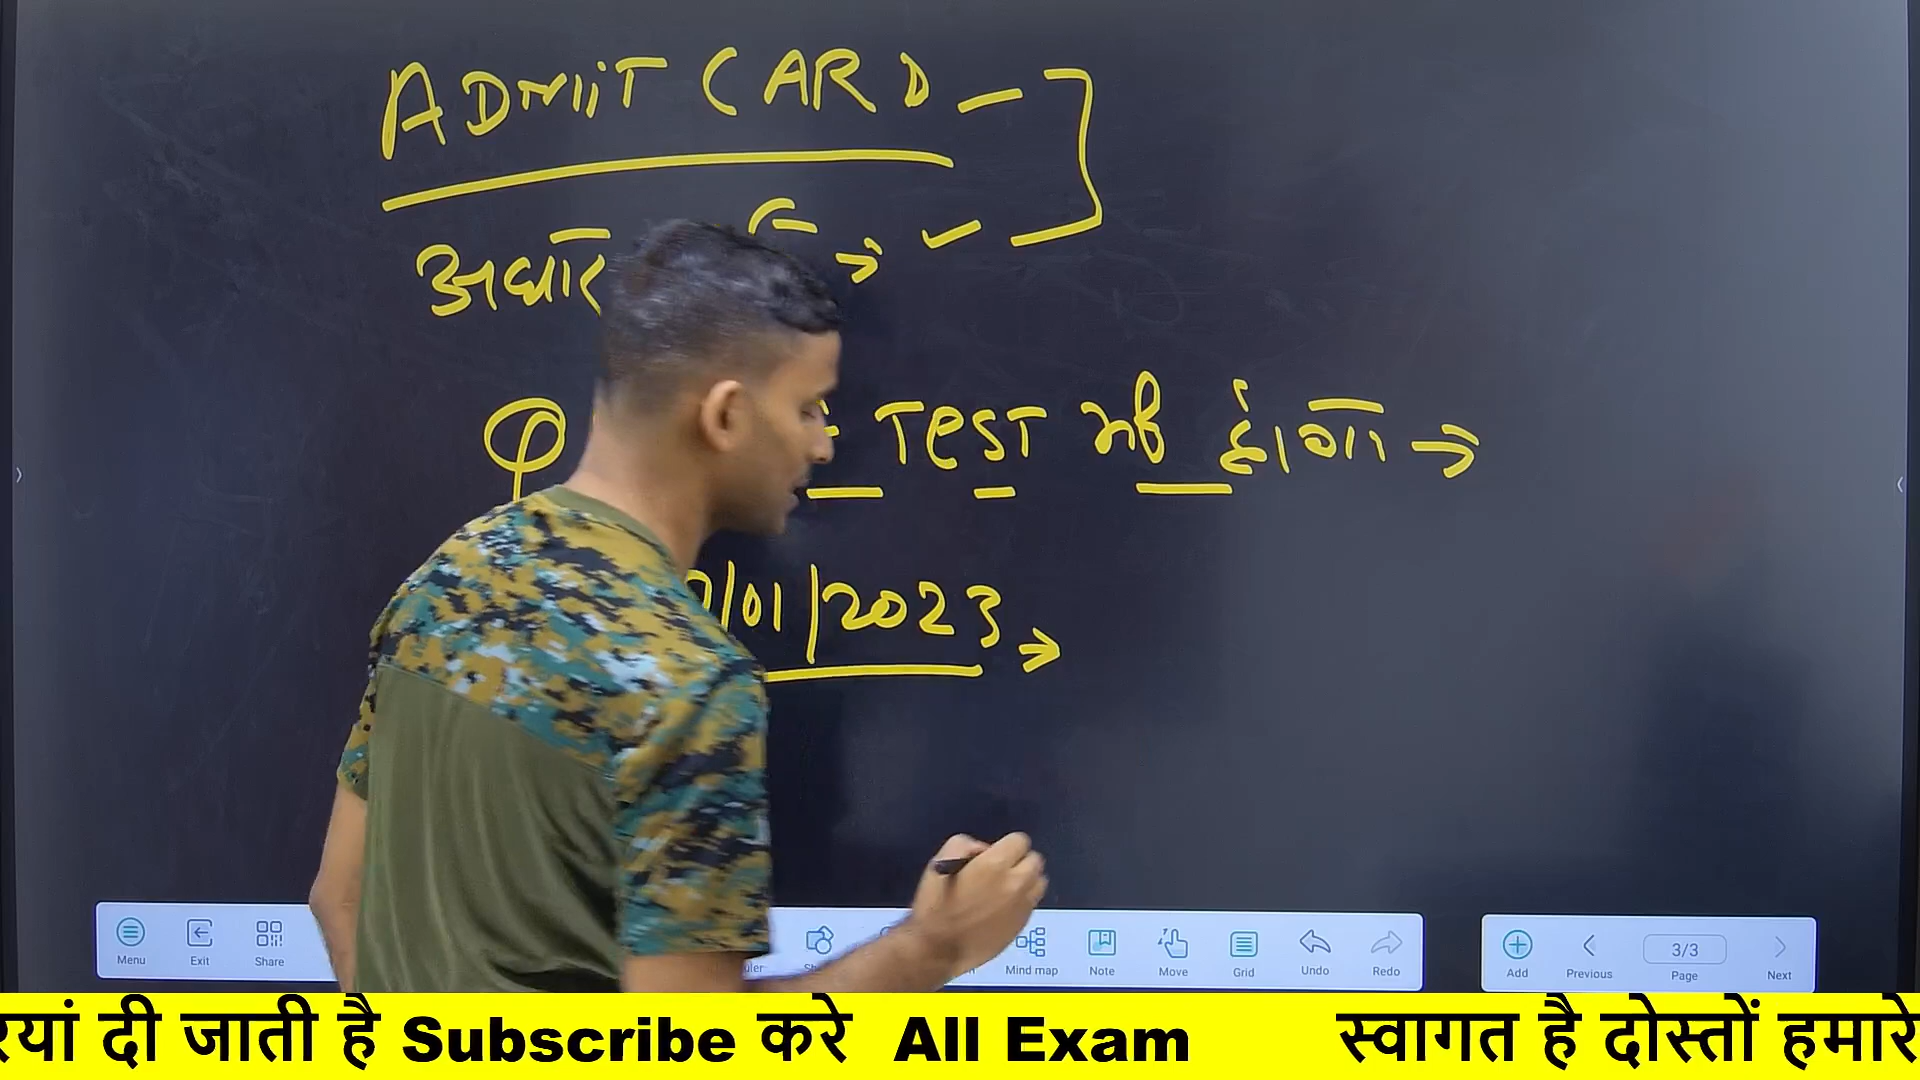 ADMIT CARD
अधार
TEST नही होगा
/01/2023
Menu Exit Share Mind map Note Move Grid Undo Redo Add Previous 3/3 Page Next
रियां दी जाती है Subscribe करे All Exam स्वागत है दोस्तों हमारे